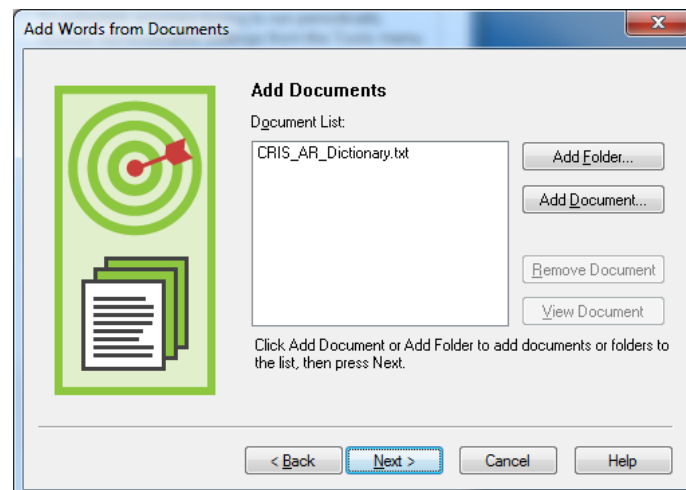 Add Words from Documents
Add Documents
Document List:
CRIS_AR_Dictionary.txt
Add Folder...
Add Document...
Remove Document
View Document
Click Add Document or Add Folder to add documents or folders to
the list, then press Next.
< Back
Next >
Cancel
Help